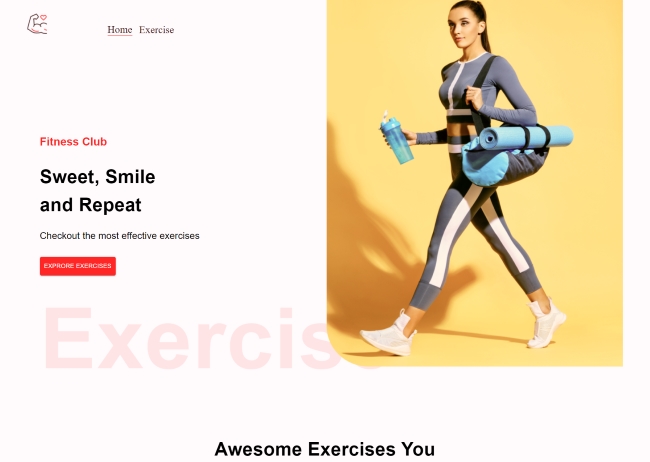 Home Exercise
Fitness Club
Sweet, Smile
and Repeat
Checkout the most effective exercises
EXPRORE EXERCISES
Exercise
Awesome Exercises You